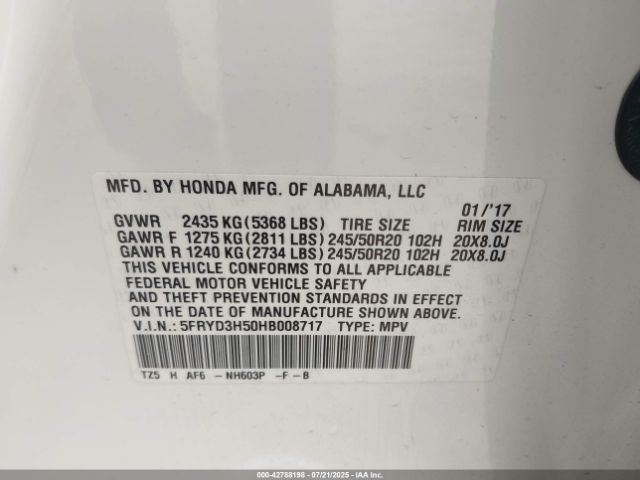 MFD. BY HONDA MFG. OF ALABAMA, LLC
01/'17
GVWR 2435 KG (5368 LBS) TIRE SIZE RIM SIZE
GAWR F 1275 KG (2811 LBS) 245/50R20 102H 20X8.0J
GAWR R 1240 KG (2734 LBS) 245/50R20 102H 20X8.0J
THIS VEHICLE CONFORMS TO ALL APPLICABLE
FEDERAL MOTOR VEHICLE SAFETY
AND THEFT PREVENTION STANDARDS IN EFFECT
ON THE DATE OF MANUFACTURE SHOWN ABOVE.
V.I.N.: 5FRYD3H50HB008717 TYPE: MPV
TZ5 H AF6 - NH603P -F - B
000-42788198 07/21/2025 IAAI.com